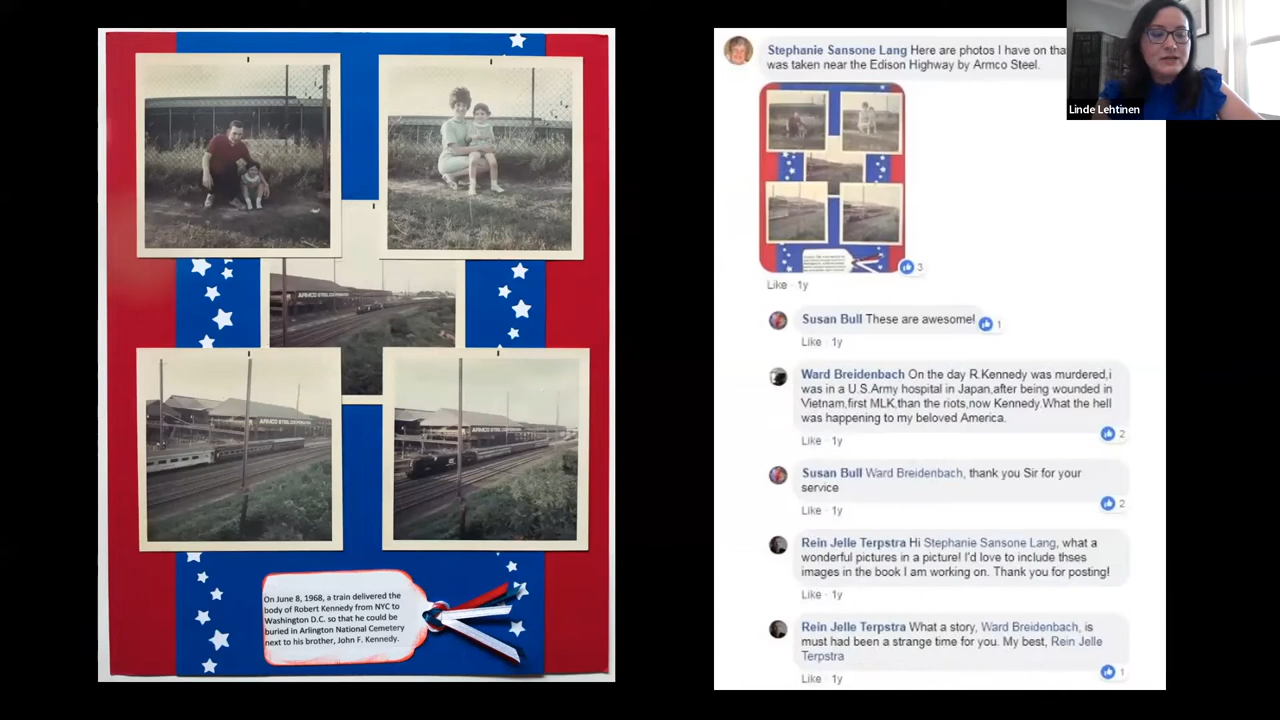 ARMCO STEEL CORPORATION
ARMCO STEEL CORPORATION
ARMCO STEEL CORPORATION
On June 8, 1968, a train delivered the
body of Robert Kennedy from NYC to
Washington D.C. so that he could be
buried in Arlington National Cemetery
next to his brother, John F. Kennedy.
Stephanie Sansone Lang Here are photos I have on
was taken near the Edison Highway by Armco Steel.
3
Like · 1y
Susan Bull These are awesome!
1
Like · 1y
Ward Breidenbach On the day R.Kennedy was murdered,i
was in a U.S.Army hospital in Japan,after being wounded in
Vietnam,first MLK,than the riots,now Kennedy.What the hell
was happening to my beloved America.
2
Like · 1y
Susan Bull Ward Breidenbach, thank you Sir for your
service
2
Like · 1y
Rein Jelle Terpstra Hi Stephanie Sansone Lang, what a
wonderful pictures in a picture! I'd love to include thses
images in the book I am working on. Thank you for posting!
Like · 1y
Rein Jelle Terpstra What a story, Ward Breidenbach, is
must had been a strange time for you. My best, Rein Jelle
Terpstra
1
Like · 1y
Linde Lehtinen